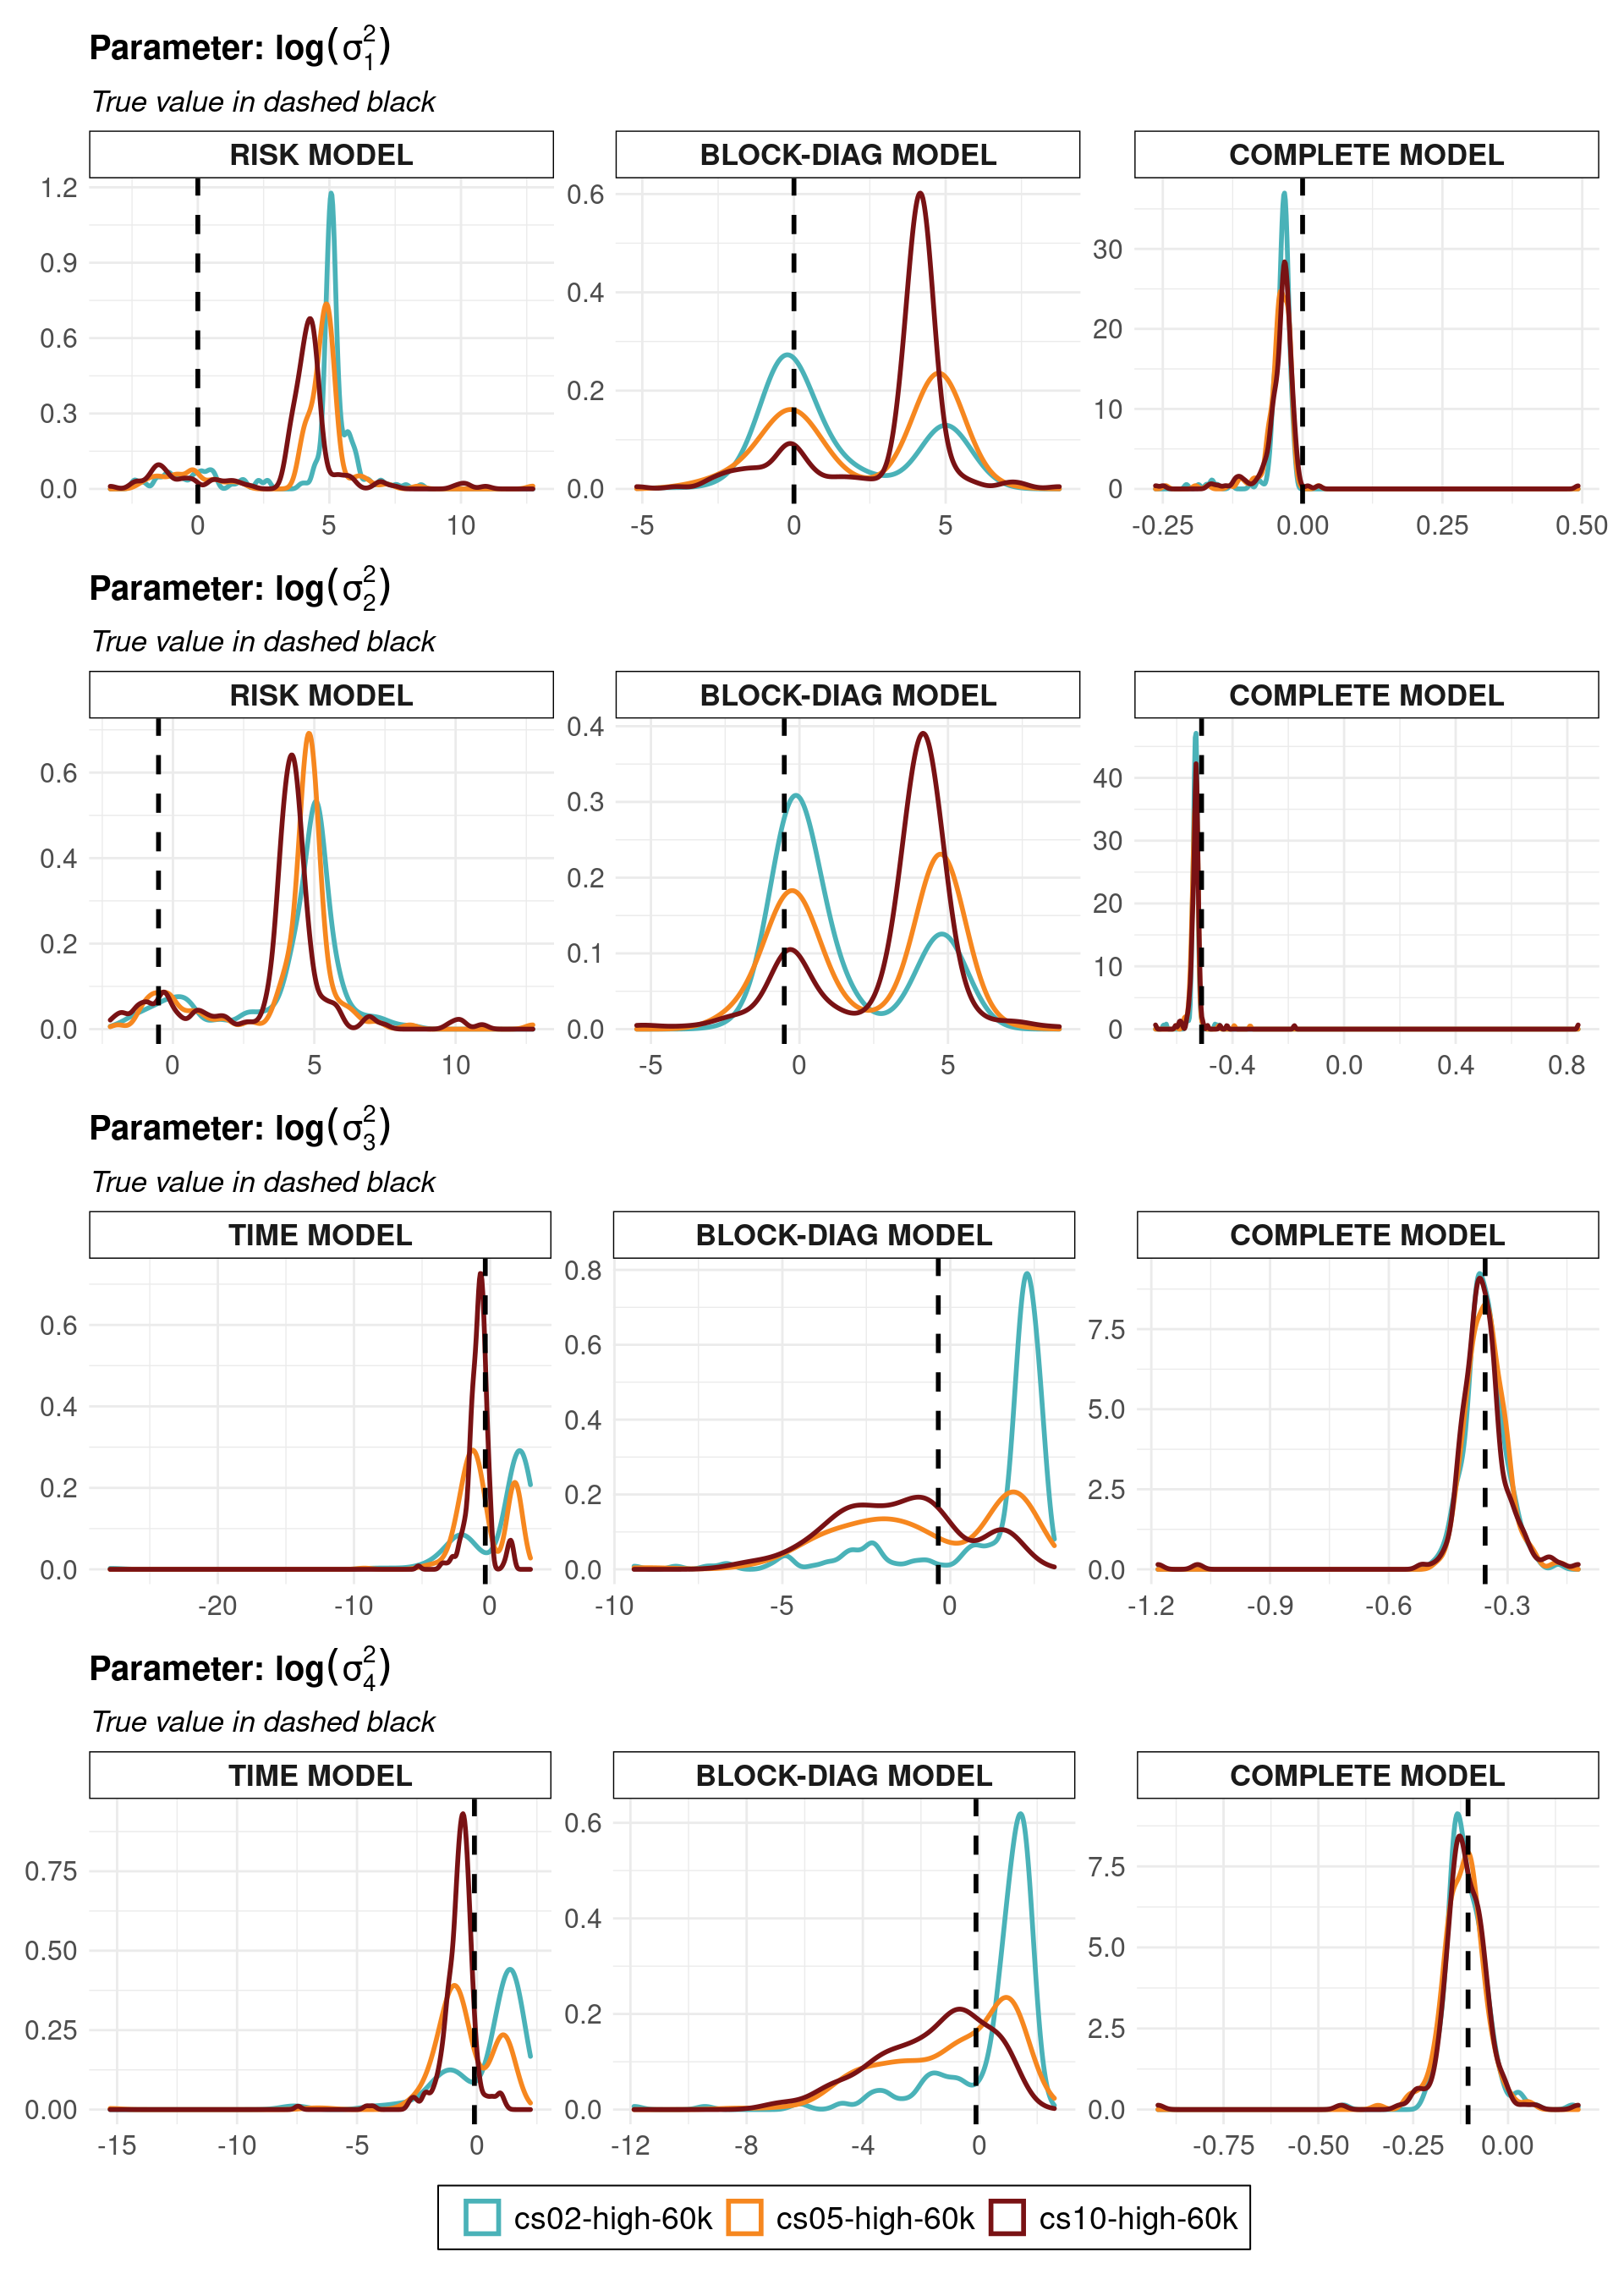 Parameter: log(σ₁²)
True value in dashed black
RISK MODEL BLOCK-DIAG MODEL COMPLETE MODEL
1.2 0.9 0.6 0.3 0.0
0 5 10
0.6 0.4 0.2 0.0
-5 0 5
30 20 10 0
-0.25 0.00 0.25 0.50
Parameter: log(σ₂²)
True value in dashed black
RISK MODEL BLOCK-DIAG MODEL COMPLETE MODEL
0.6 0.4 0.2 0.0
0 5 10
0.4 0.3 0.2 0.1 0.0
-5 0 5
40 30 20 10 0
-0.4 0.0 0.4 0.8
Parameter: log(σ₃²)
True value in dashed black
TIME MODEL BLOCK-DIAG MODEL COMPLETE MODEL
0.6 0.4 0.2 0.0
-20 -10 0
0.8 0.6 0.4 0.2 0.0
-10 -5 0
7.5 5.0 2.5 0.0
-1.2 -0.9 -0.6 -0.3
Parameter: log(σ₄²)
True value in dashed black
TIME MODEL BLOCK-DIAG MODEL COMPLETE MODEL
0.75 0.50 0.25 0.00
-15 -10 -5 0
0.6 0.4 0.2 0.0
-12 -8 -4 0
7.5 5.0 2.5 0.0
-0.75 -0.50 -0.25 0.00
cs02-high-60k cs05-high-60k cs10-high-60k